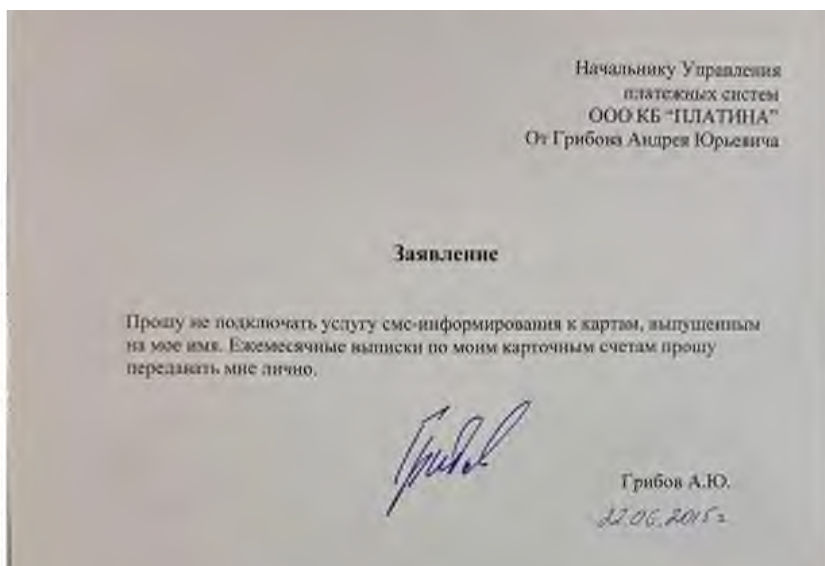 Начальнику Управления
платежных систем
ООО КБ "ПЛАТИНА"
От Грибова Андрея Юрьевича
Заявление
Прошу не подключать услугу смс-информирования к картам, выпущенным
на мое имя. Ежемесячные выписки по моим карточным счетам прошу
передавать мне лично.
Грибов
Грибов А.Ю.
22.06.2015г